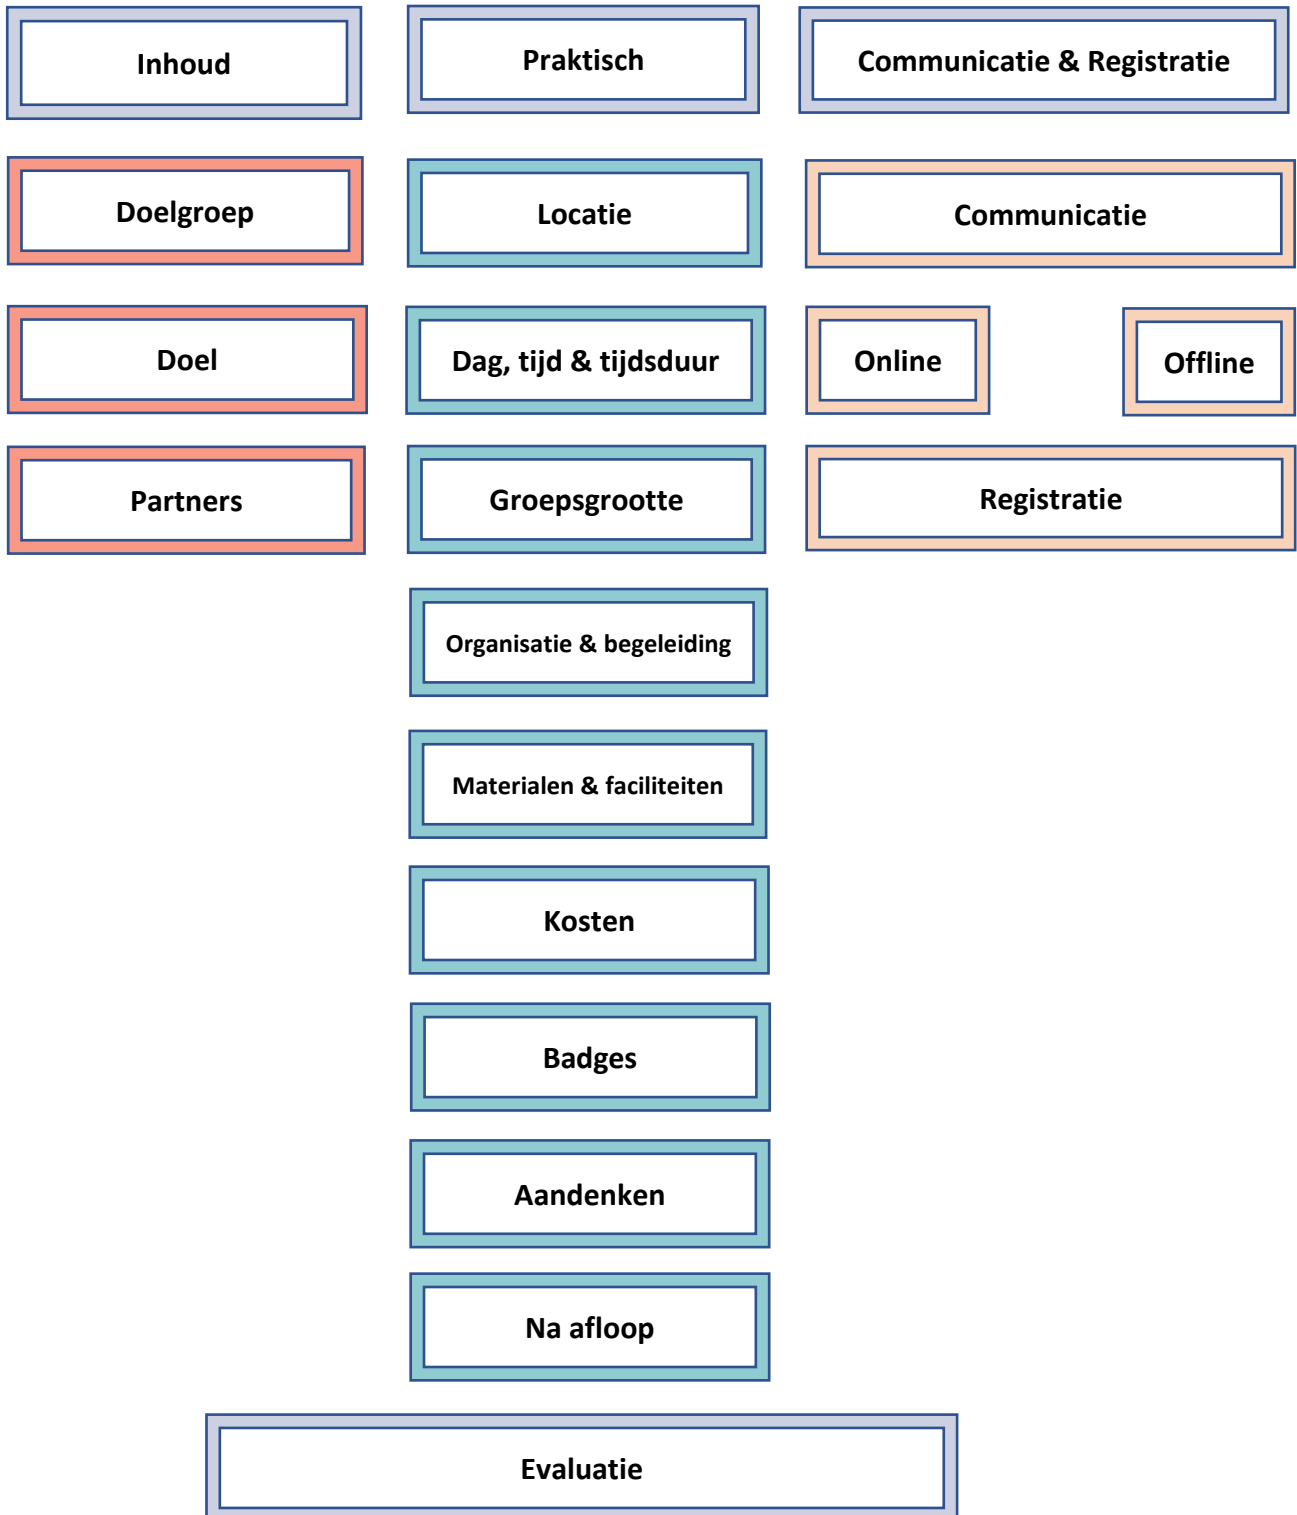 Inhoud
Praktisch
Communicatie & Registratie
Doelgroep
Locatie
Communicatie
Doel
Dag, tijd & tijdsduur
Online
Offline
Partners
Groepsgrootte
Registratie
Organisatie & begeleiding
Materialen & faciliteiten
Kosten
Badges
Aandenken
Na afloop
Evaluatie